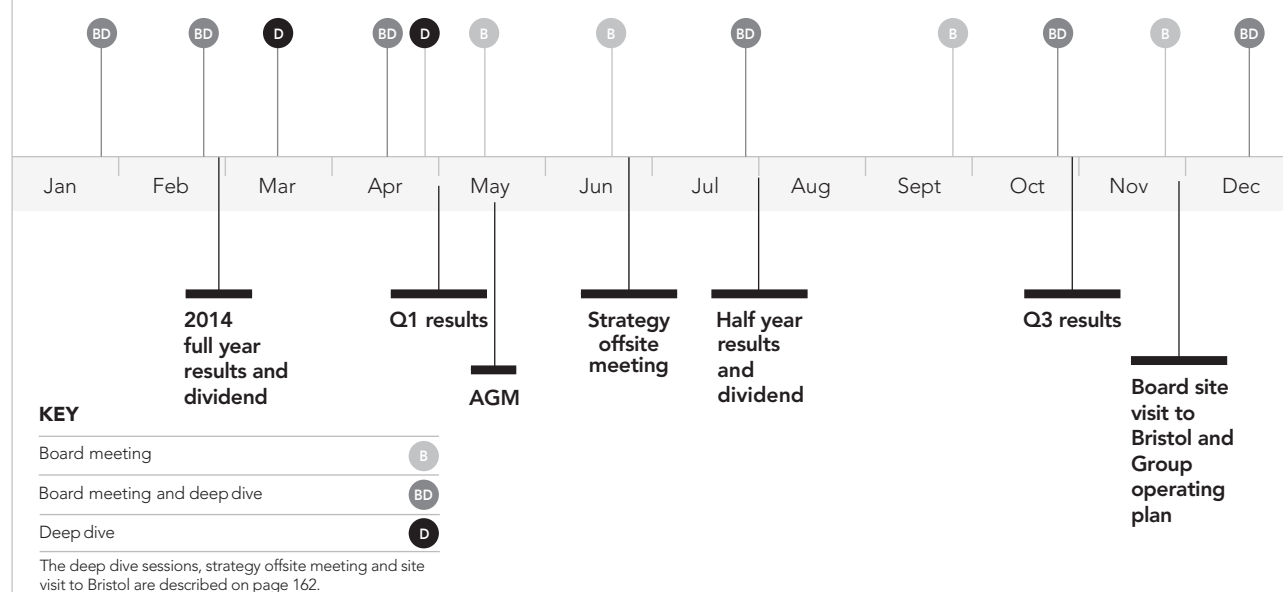 BD
BD
D
BD
D
B
B
BD
B
BD
B
BD
Jan
Feb
Mar
Apr
May
Jun
Jul
Aug
Sept
Oct
Nov
Dec
2014
full year
results and
dividend
Q1 results
AGM
Strategy
offsite
meeting
Half year
results
and
dividend
Q3 results
Board site
visit to
Bristol and
Group
operating
plan
KEY
Board meeting
B
Board meeting and deep dive
BD
Deep dive
D
The deep dive sessions, strategy offsite meeting and site
visit to Bristol are described on page 162.